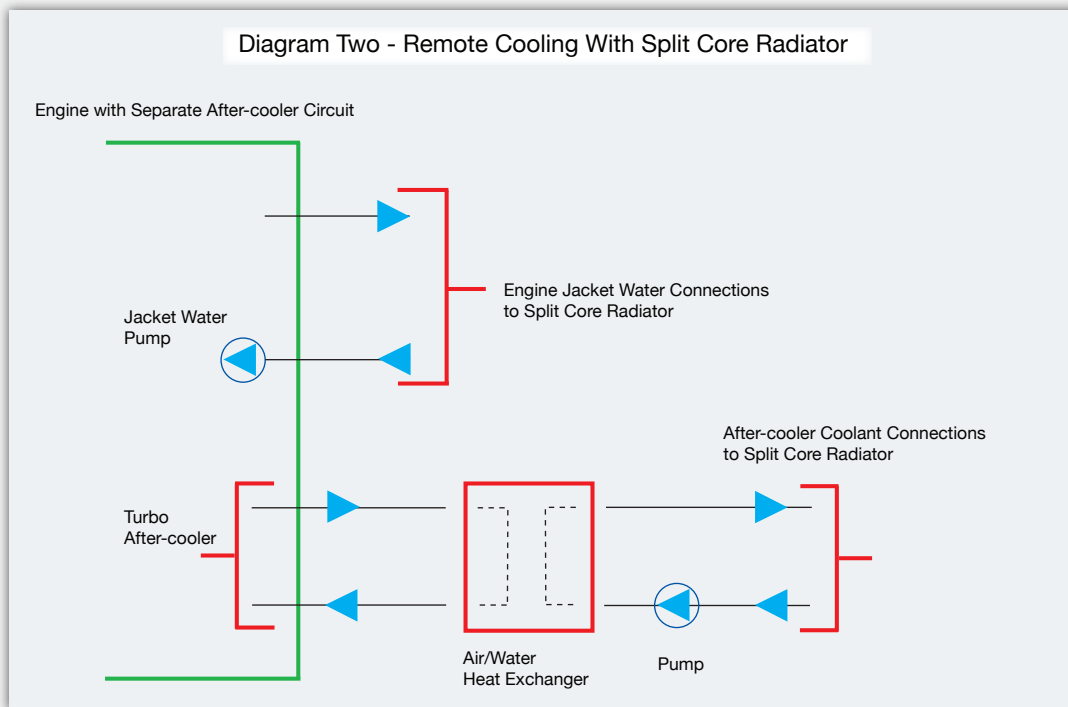 Diagram Two - Remote Cooling With Split Core Radiator
Engine with Separate After-cooler Circuit
Engine Jacket Water Connections
to Split Core Radiator
Jacket Water
Pump
After-cooler Coolant Connections
to Split Core Radiator
Turbo
After-cooler
Air/Water
Heat Exchanger
Pump